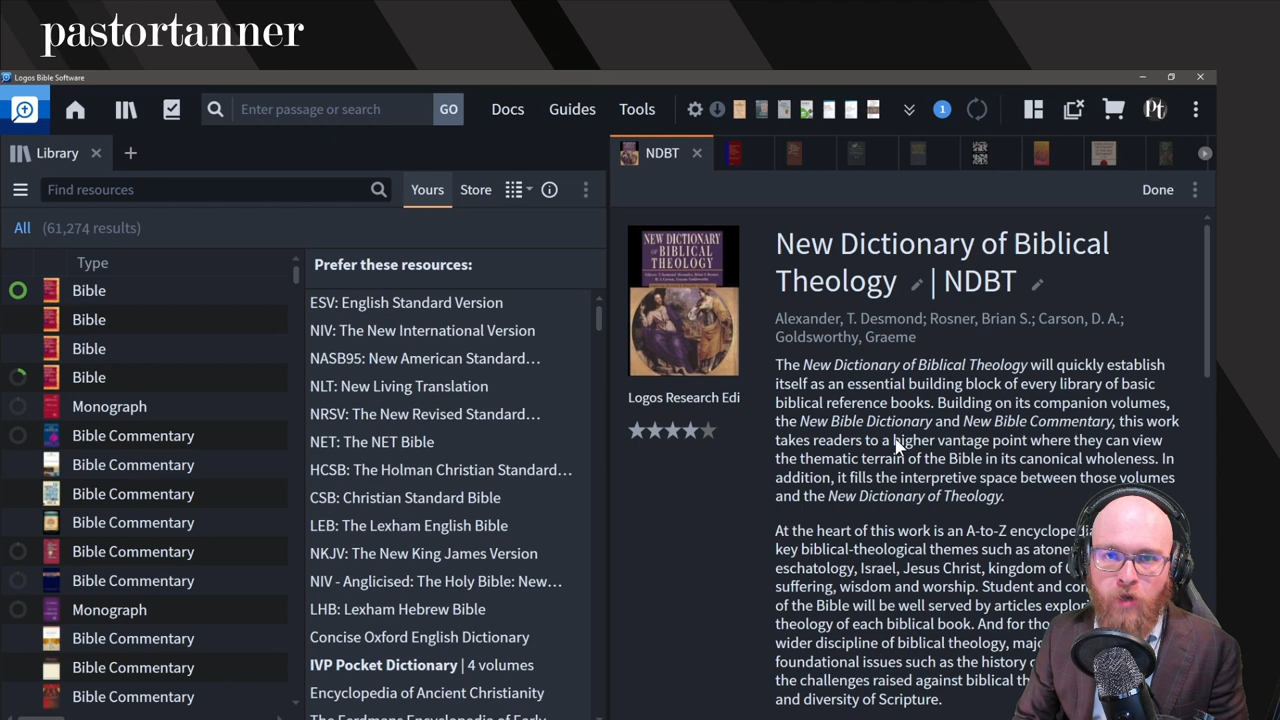 pastortanner
Logos Bible Software
Enter passage or search
GO
Docs
Guides
Tools
1
Pt
Library
NDBT
Find resources
Yours
Store
Done
All (61,274 results)
Type
Bible
Bible
Bible
Bible
Monograph
Bible Commentary
Bible Commentary
Bible Commentary
Bible Commentary
Bible Commentary
Bible Commentary
Monograph
Bible Commentary
Bible Commentary
Bible Commentary
Prefer these resources:
ESV: English Standard Version
NIV: The New International Version
NASB95: New American Standard…
NLT: New Living Translation
NRSV: The New Revised Standard…
NET: The NET Bible
HCSB: The Holman Christian Standard…
CSB: Christian Standard Bible
LEB: The Lexham English Bible
NKJV: The New King James Version
NIV - Anglicised: The Holy Bible: New…
LHB: Lexham Hebrew Bible
Concise Oxford English Dictionary
IVP Pocket Dictionary | 4 volumes
Encyclopedia of Ancient Christianity
NEW DICTIONARY
OF BIBLICAL
THEOLOGY
Logos Research Edi
New Dictionary of Biblical
Theology | NDBT
Alexander, T. Desmond; Rosner, Brian S.; Carson, D. A.;
Goldsworthy, Graeme
The New Dictionary of Biblical Theology will quickly establish
itself as an essential building block of every library of basic
biblical reference books. Building on its companion volumes,
the New Bible Dictionary and New Bible Commentary, this work
takes readers to a higher vantage point where they can view
the thematic terrain of the Bible in its canonical wholeness. In
addition, it fills the interpretive space between those volumes
and the New Dictionary of Theology.
At the heart of this work is an A-to-Z encyclopedia
key biblical-theological themes such as atone
eschatology, Israel, Jesus Christ, kingdom of
suffering, wisdom and worship. Student and
of the Bible will be well served by articles
theology of each biblical book. And for
wider discipline of biblical theology,
foundational issues such as the history
the challenges raised against biblical
and diversity of Scripture.